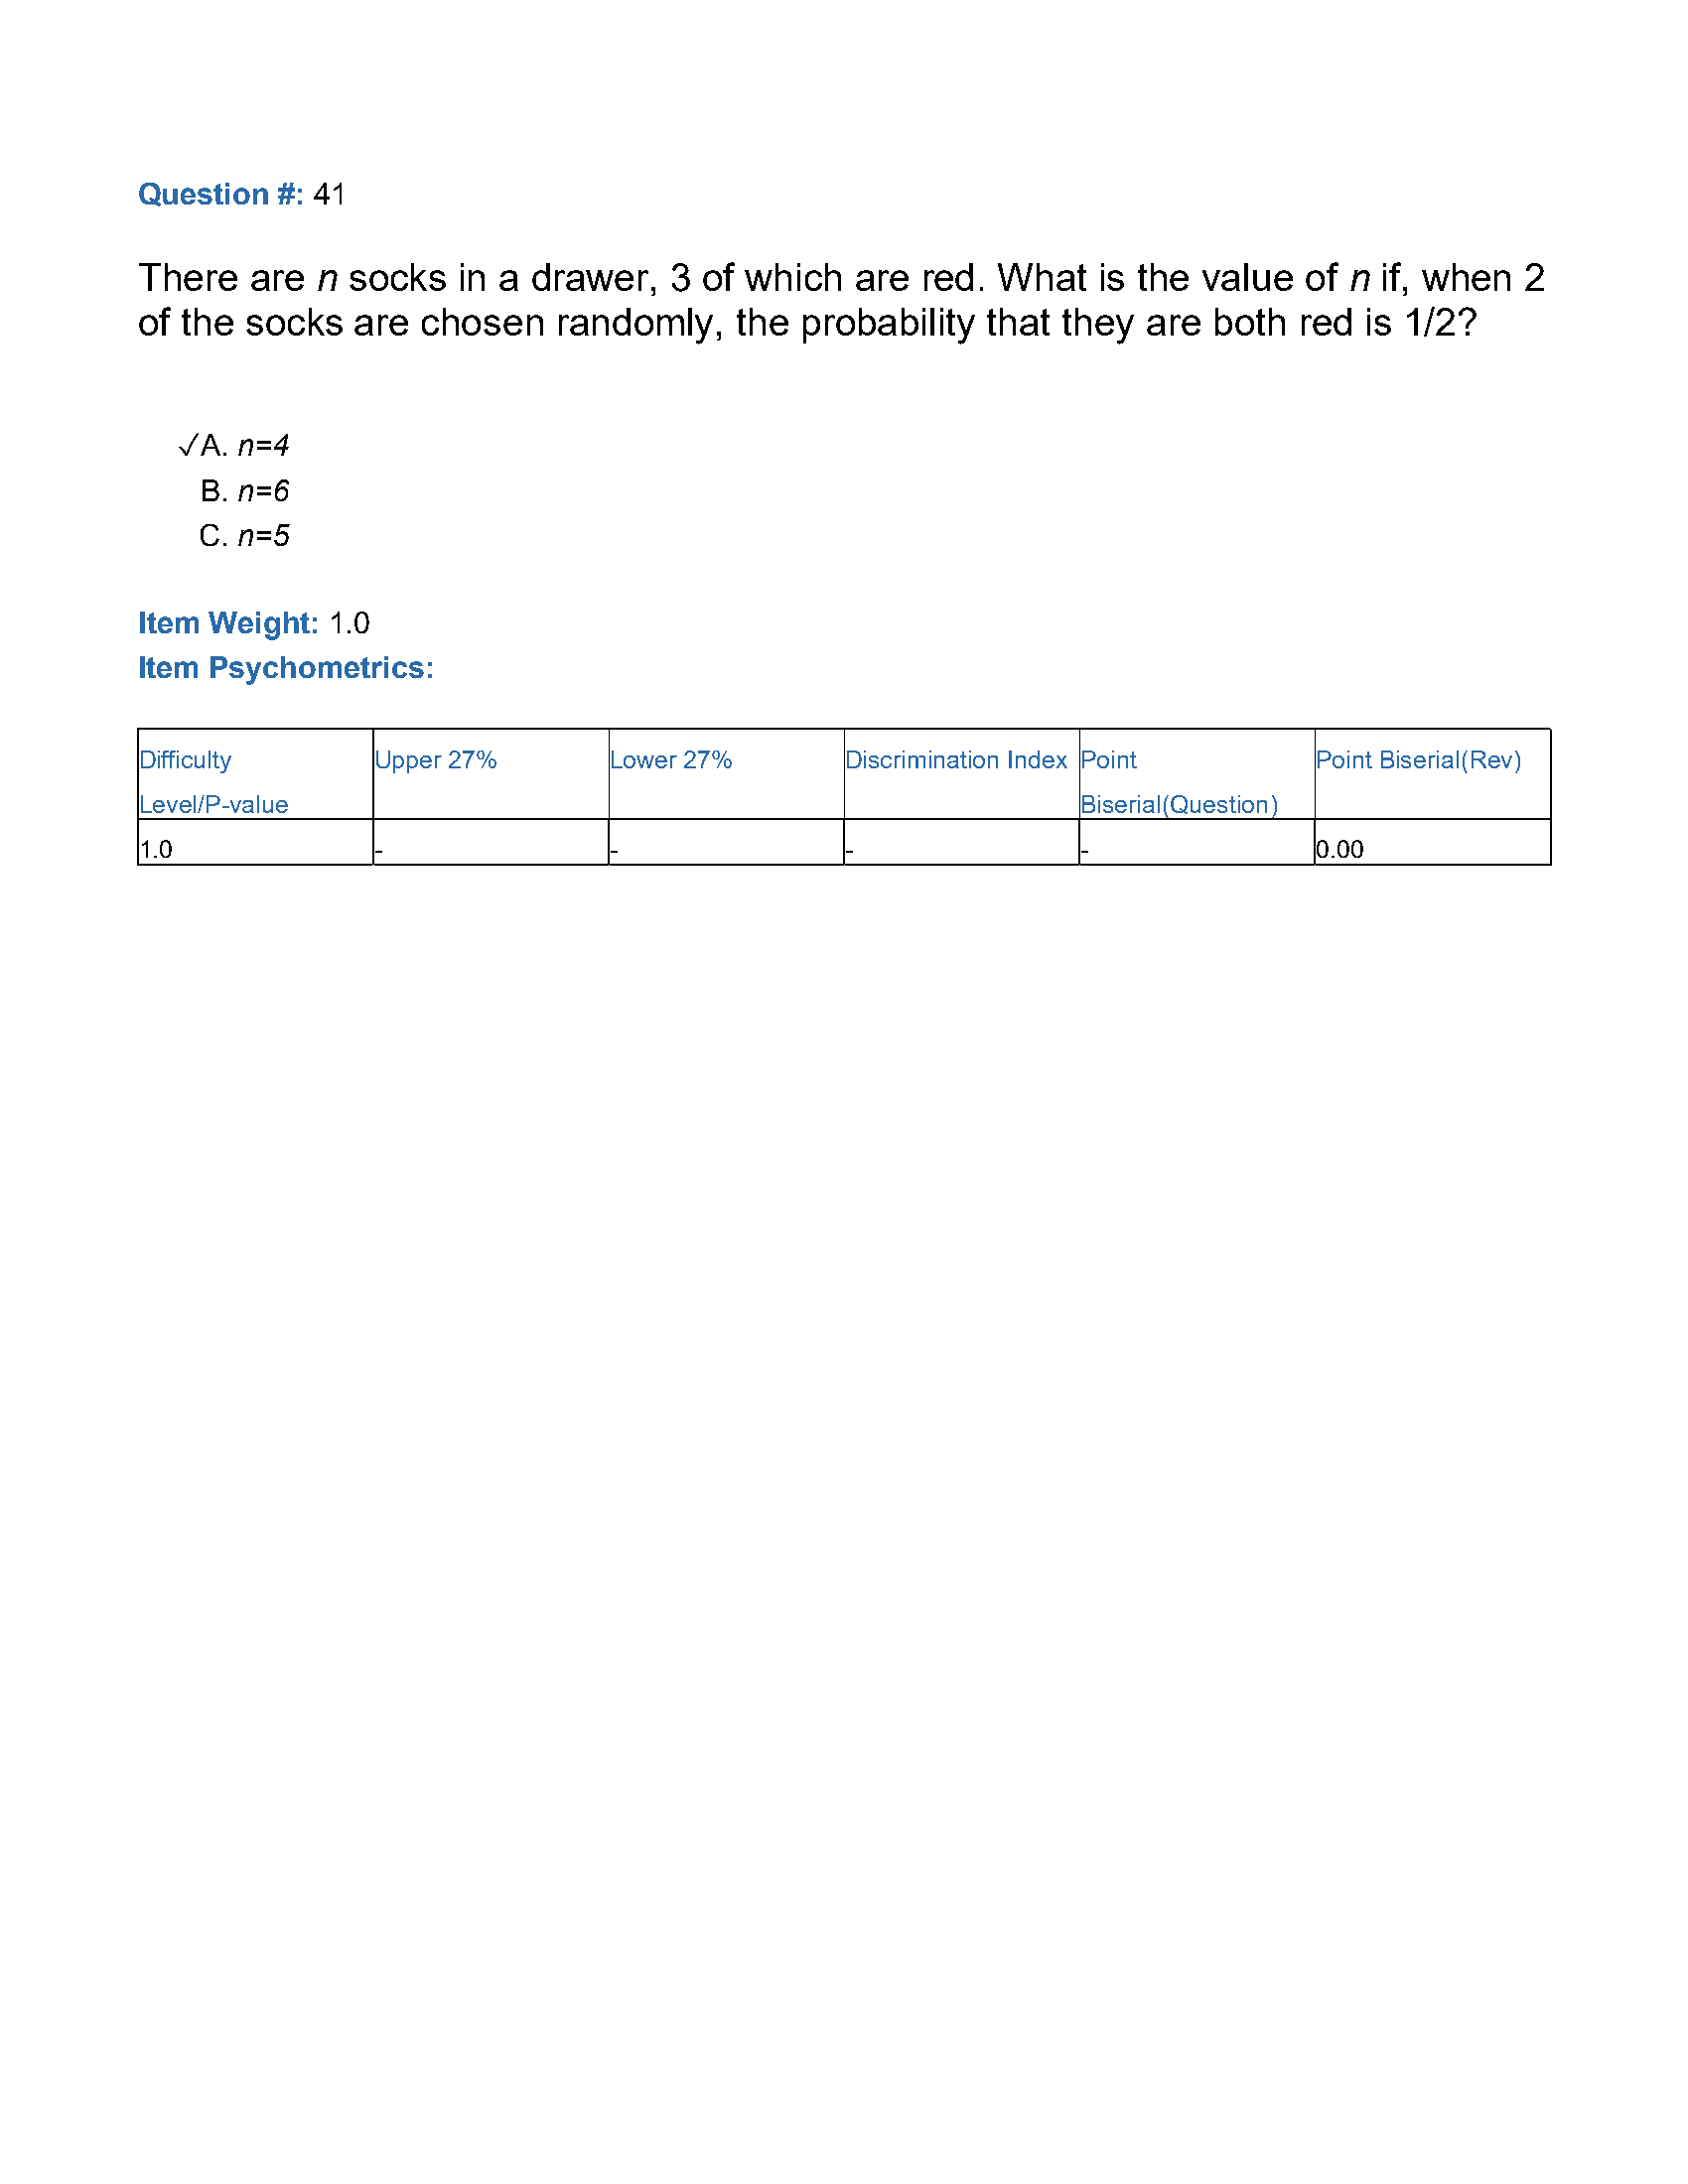 Question #: 41
There are n socks in a drawer, 3 of which are red. What is the value of n if, when 2
of the socks are chosen randomly, the probability that they are both red is 1/2?
✓A. n=4
B. n=6
C. n=5
Item Weight: 1.0
Item Psychometrics:
Difficulty Level/P-value Upper 27% Lower 27% Discrimination Index Point Biserial(Question) Point Biserial(Rev)
1.0 - - - - 0.00